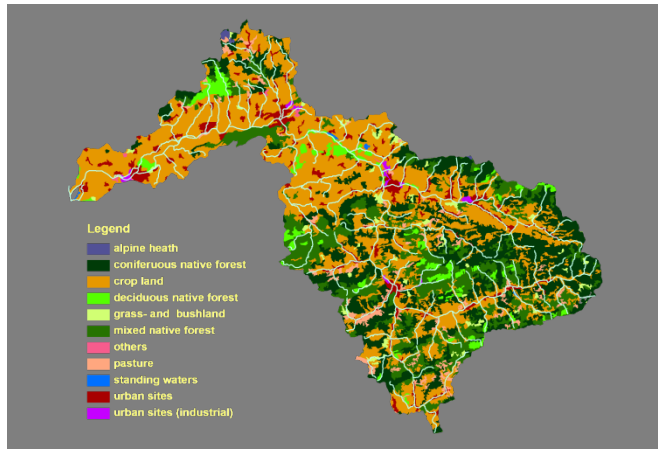 Legend
alpine heath
coniferuous native forest
crop land
deciduous native forest
grass- and bushland
mixed native forest
others
pasture
standing waters
urban sites
urban sites (industrial)